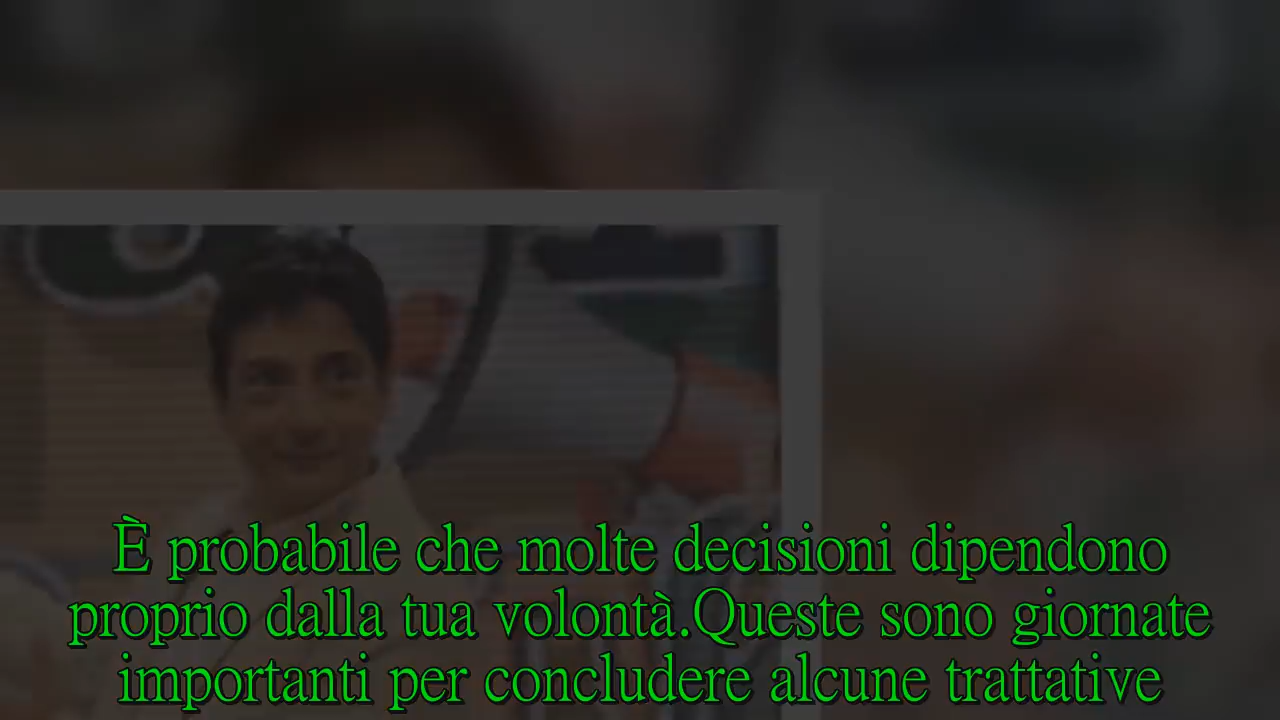 È probabile che molte decisioni dipendono
proprio dalla tua volontà.Queste sono giornate
importanti per concludere alcune trattative